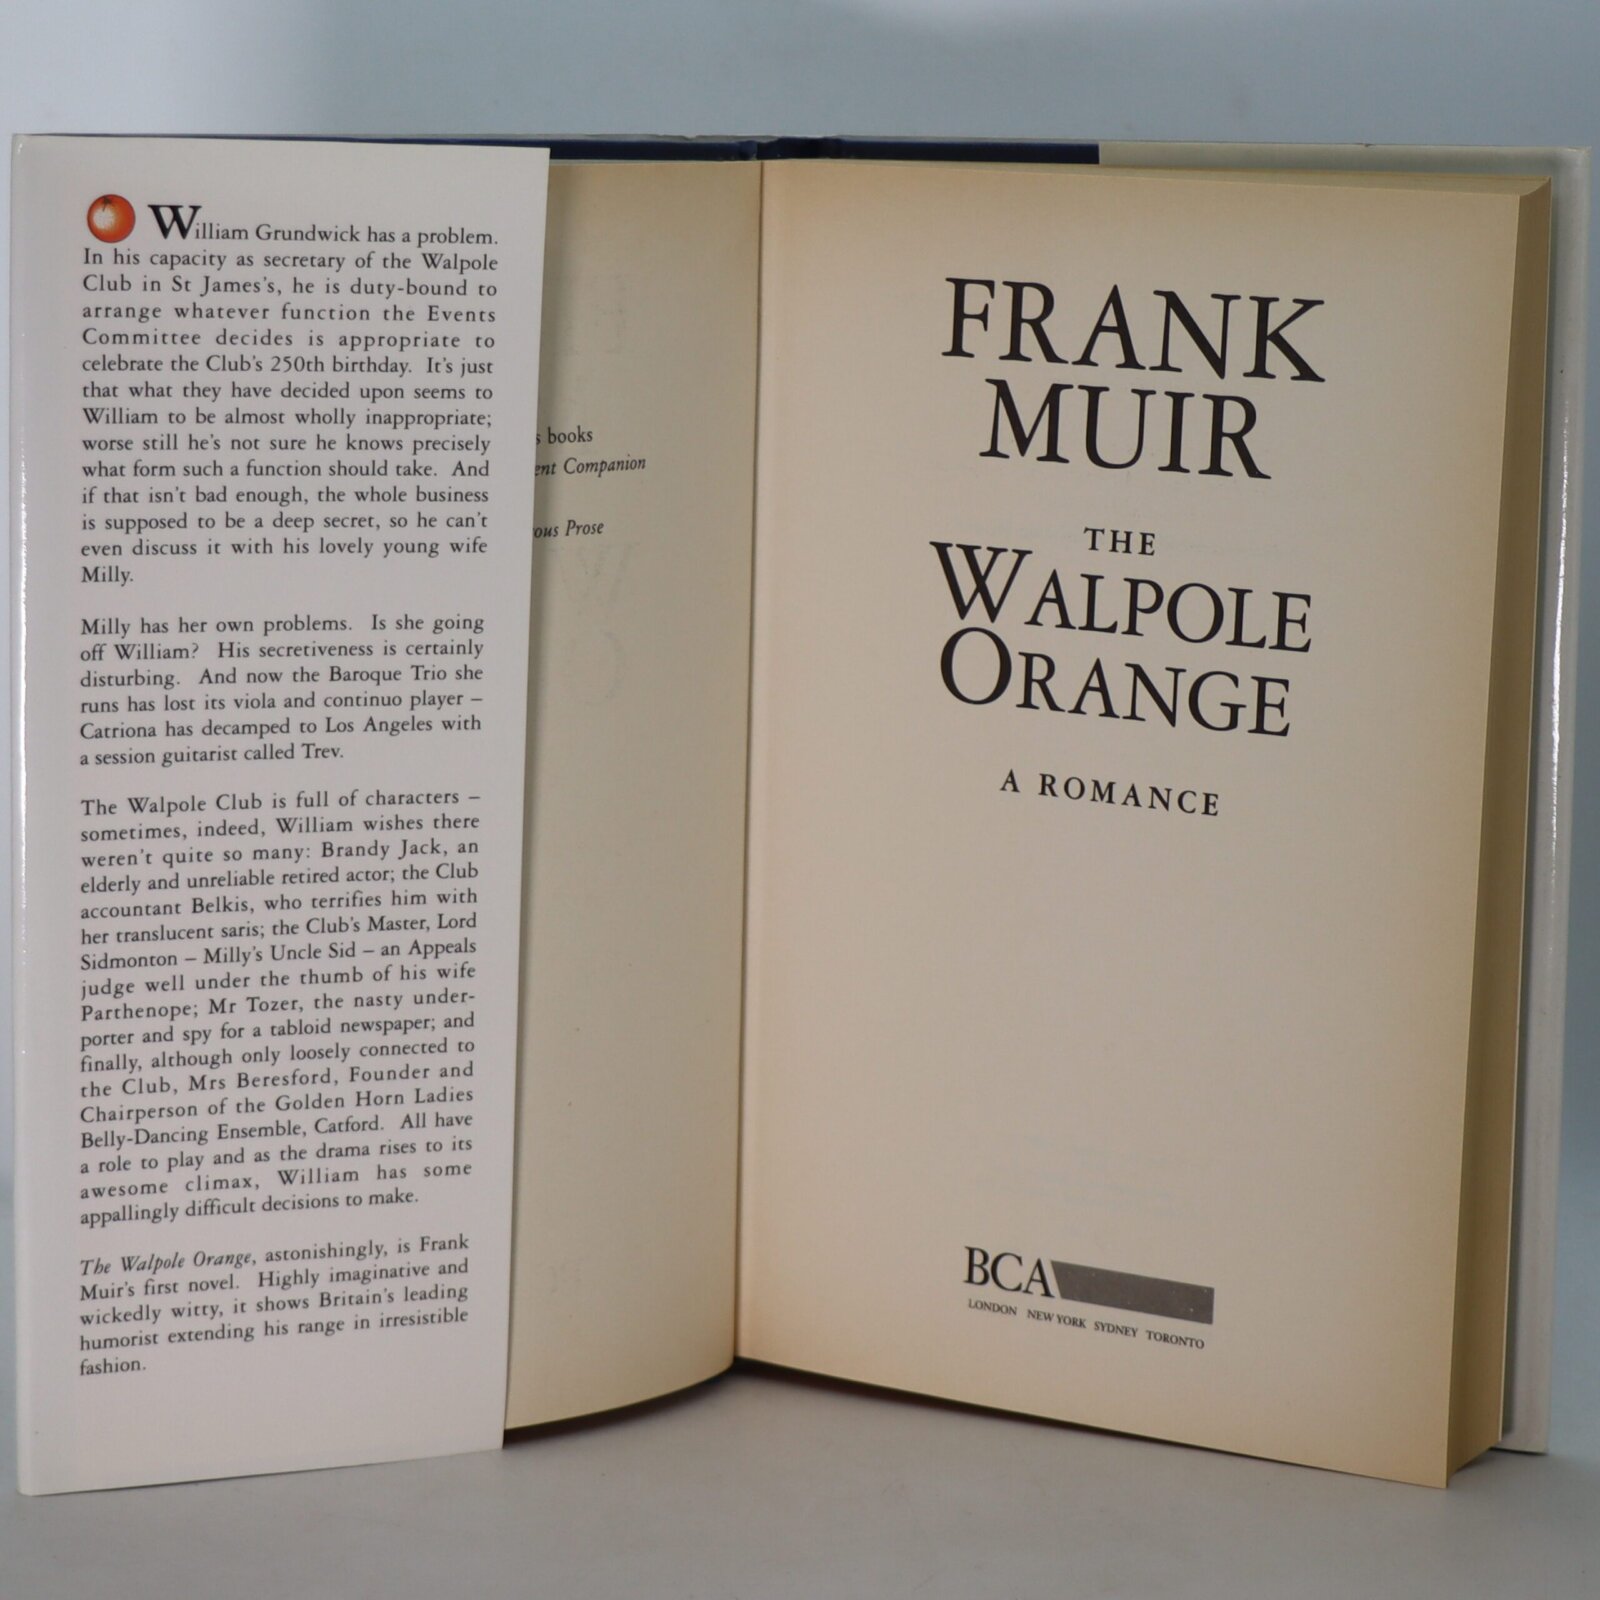 William Grundwick has a problem.
In his capacity as secretary of the Walpole
Club in St James's, he is duty-bound to
arrange whatever function the Events
Committee decides is appropriate to
celebrate the Club's 250th birthday. It's just
that what they have decided upon seems to
William to be almost wholly inappropriate;
worse still he's not sure he knows precisely
what form such a function should take. And
if that isn't bad enough, the whole business
is supposed to be a deep secret, so he can't
even discuss it with his lovely young wife
Milly.
Milly has her own problems. Is she going
off William? His secretiveness is certainly
disturbing. And now the Baroque Trio she
runs has lost its viola and continuo player –
Catriona has decamped to Los Angeles with
a session guitarist called Trev.
The Walpole Club is full of characters –
sometimes, indeed, William wishes there
weren't quite so many: Brandy Jack, an
elderly and unreliable retired actor; the Club
accountant Belkis, who terrifies him with
her translucent saris; the Club's Master, Lord
Sidmonton – Milly's Uncle Sid – an Appeals
judge well under the thumb of his wife
Parthenope; Mr Tozer, the nasty under-
porter and spy for a tabloid newspaper; and
finally, although only loosely connected to
the Club, Mrs Beresford, Founder and
Chairperson of the Golden Horn Ladies
Belly-Dancing Ensemble, Catford. All have
a role to play and as the drama rises to its
awesome climax, William has some
appallingly difficult decisions to make.
The Walpole Orange, astonishingly, is Frank
Muir's first novel. Highly imaginative and
wickedly witty, it shows Britain's leading
humorist extending his range in irresistible
fashion.
books
Companion
Prose
FRANK
MUIR
THE
WALPOLE
ORANGE
A ROMANCE
BCA
LONDON NEW YORK SYDNEY TORONTO